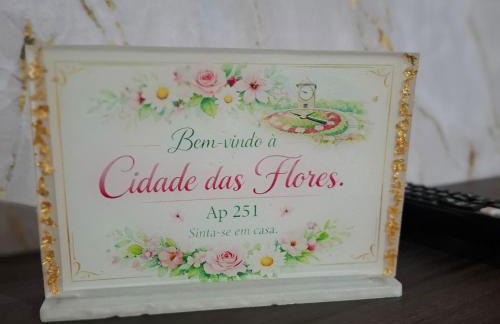 Bem-vindo à
Cidade das Flores.
Ap 251
Sinta-se em casa.